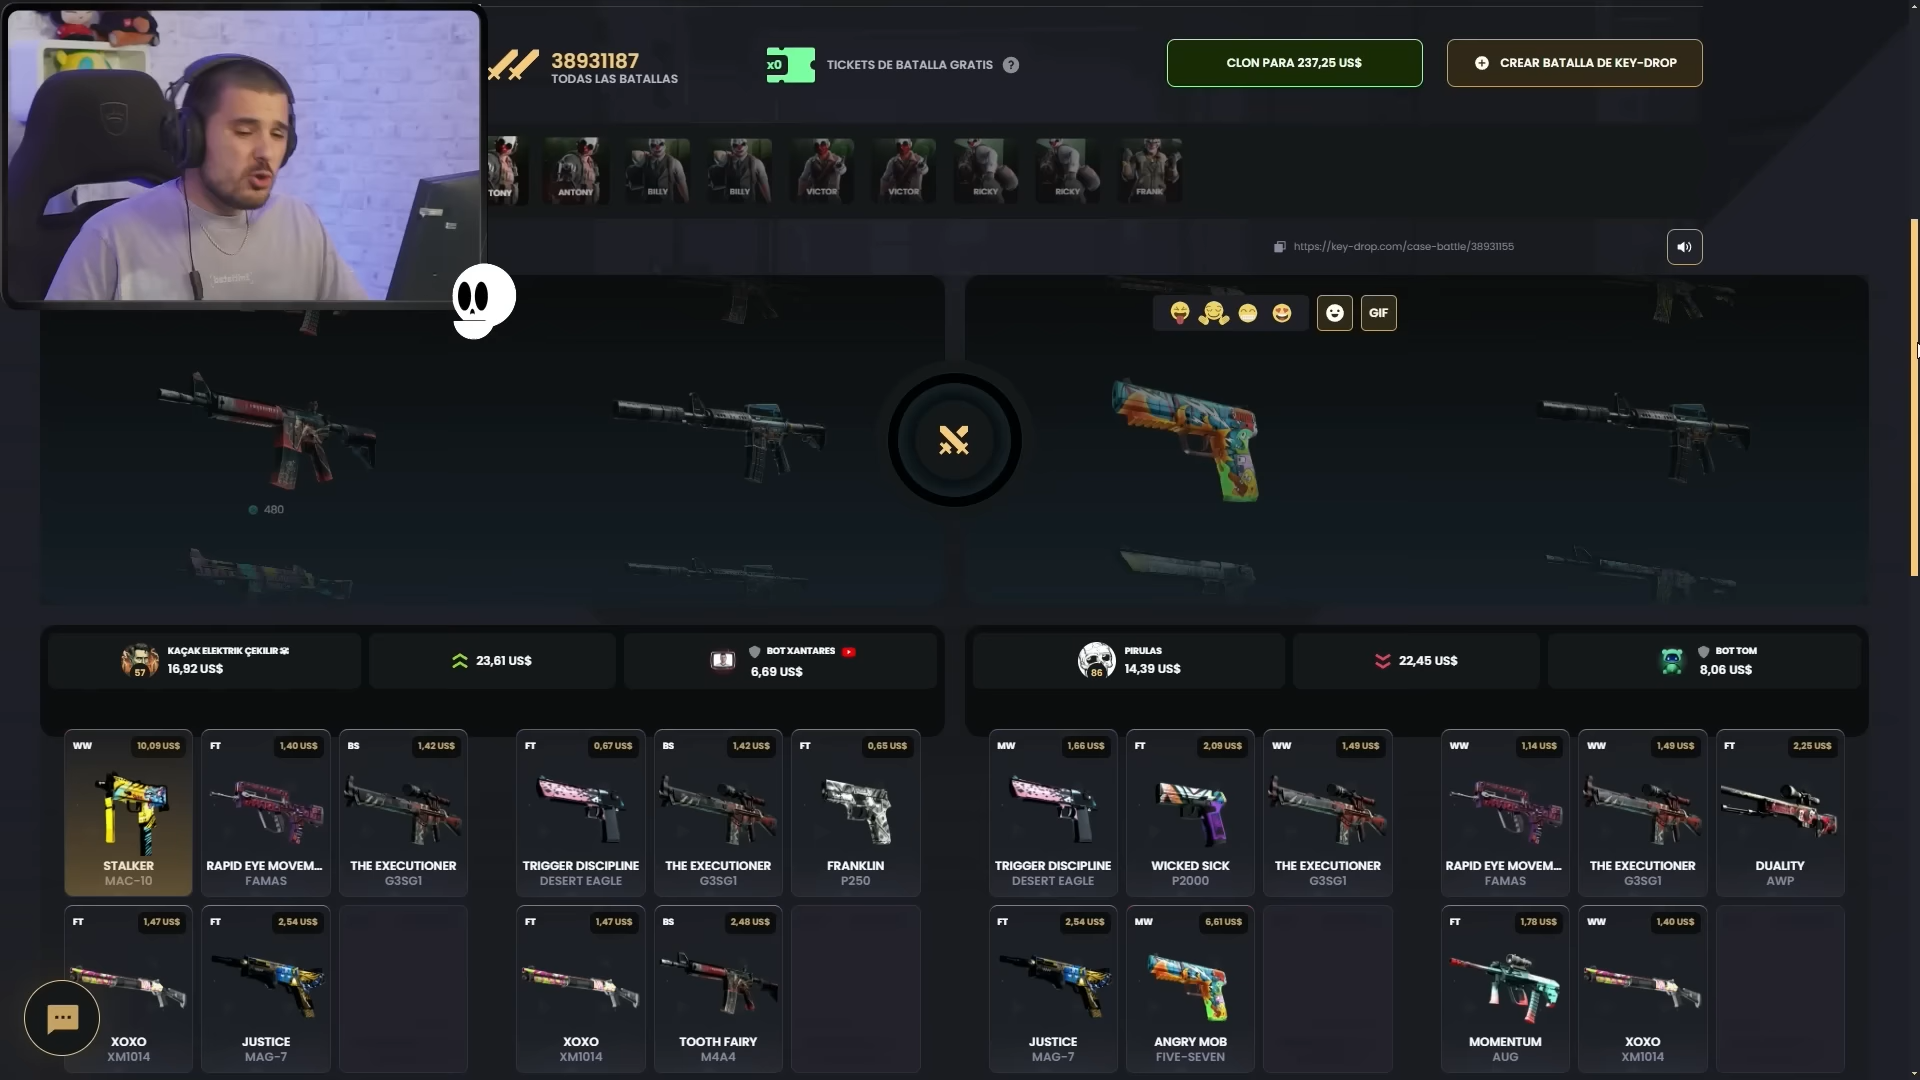 38931187
TODAS LAS BATALLAS
x0
TICKETS DE BATALLA GRATIS
?
CLON PARA 237,25 US$
CREAR BATALLA DE KEY-DROP
TONY
ANTONY
BILLY
BILLY
VICTOR
VICTOR
RICKY
RICKY
FRANK
https://key-drop.com/case-battle/38931155
GIF
480
57
KAÇAK ELEKTRIK ÇEKILIR
16,92 US$
23,61 US$
BOT XANTARES
6,69 US$
86
PIRULAS
14,39 US$
22,45 US$
BOT TOM
8,06 US$
WW 10,09 US$
FT 1,40 US$
BS 1,42 US$
FT 0,67 US$
BS 1,42 US$
FT 0,65 US$
MW 1,66 US$
FT 2,09 US$
WW 1,49 US$
WW 1,14 US$
WW 1,49 US$
FT 2,25 US$
STALKER
MAC-10
RAPID EYE MOVEM...
FAMAS
THE EXECUTIONER
G3SG1
TRIGGER DISCIPLINE
DESERT EAGLE
THE EXECUTIONER
G3SG1
FRANKLIN
P250
TRIGGER DISCIPLINE
DESERT EAGLE
WICKED SICK
P2000
THE EXECUTIONER
G3SG1
RAPID EYE MOVEM...
FAMAS
THE EXECUTIONER
G3SG1
DUALITY
AWP
FT 1,47 US$
FT 2,54 US$
FT 1,47 US$
BS 2,48 US$
FT 2,54 US$
MW 6,61 US$
FT 1,78 US$
WW 1,40 US$
XOXO
XM1014
JUSTICE
MAG-7
XOXO
XM1014
TOOTH FAIRY
M4A4
JUSTICE
MAG-7
ANGRY MOB
FIVE-SEVEN
MOMENTUM
AUG
XOXO
XM1014